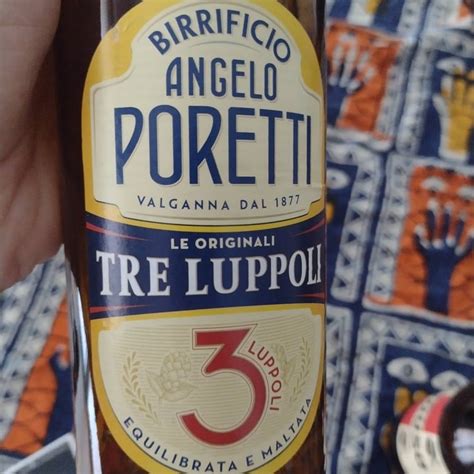 BIRRIFICIO
ANGELO
PORETTI
VALGANNA DAL 1877
LE ORIGINALI
TRE LUPPOLI
3 LUPPOLI
EQUILIBRATA E MALTATA